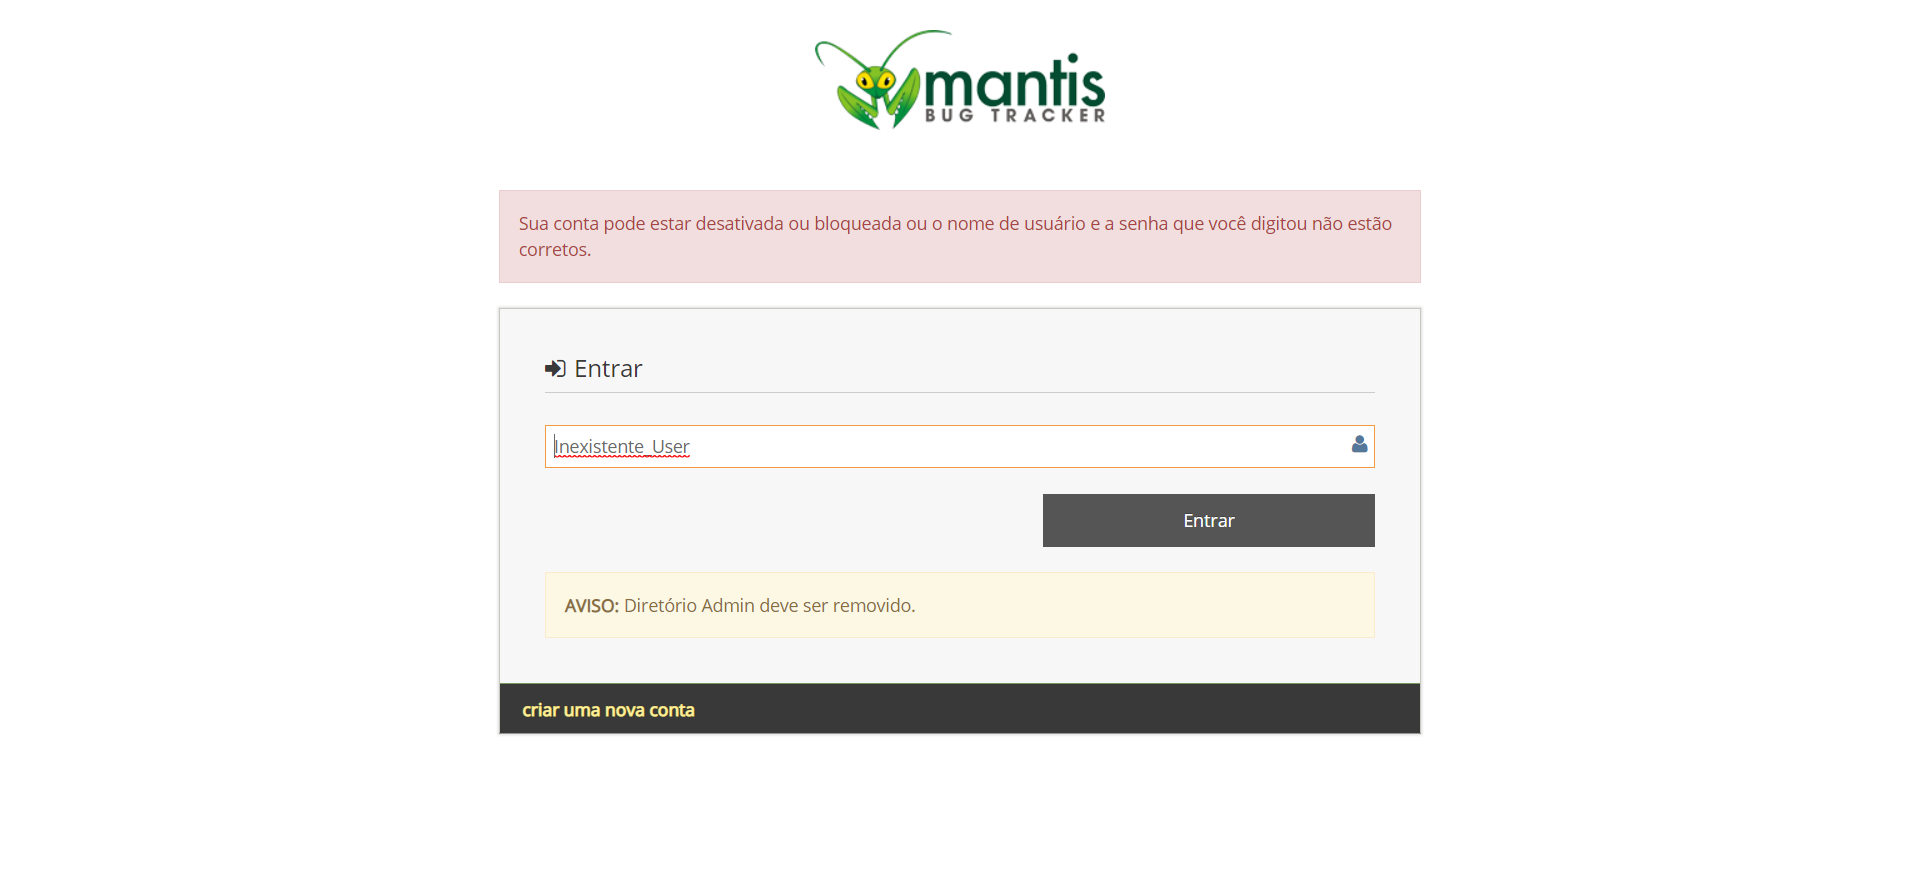 mantis
BUG TRACKER
Sua conta pode estar desativada ou bloqueada ou o nome de usuário e a senha que você digitou não estão
corretos.
Entrar
Inexistente_User
Entrar
AVISO: Diretório Admin deve ser removido.
criar uma nova conta